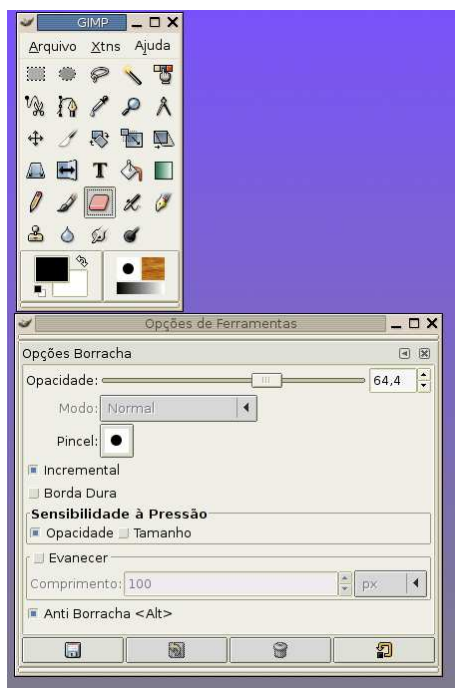 GIMP
Arquivo Xtns Ajuda
T
Opções de Ferramentas
Opções Borracha
Opacidade: 64,4
Modo: Normal
Pincel:
Incremental
Borda Dura
Sensibilidade à Pressão
Opacidade Tamanho
Evanecer
Comprimento: 100 px
Anti Borracha <Alt>